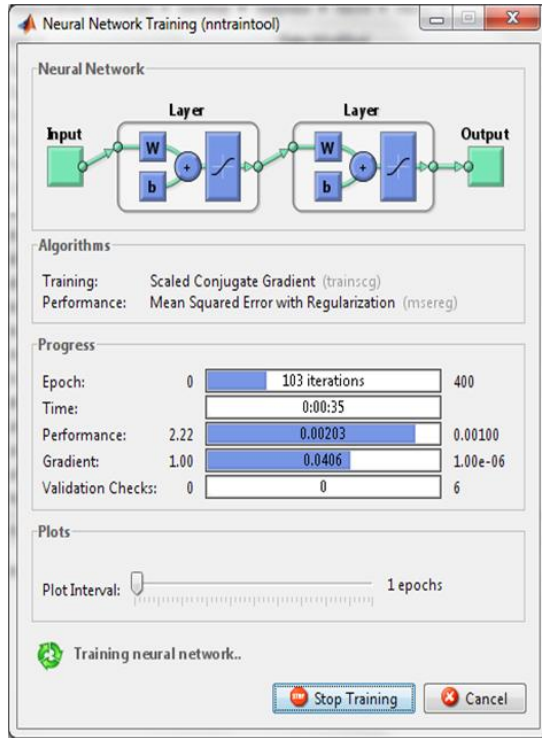 Neural Network Training (nntraintool)
Neural Network
Layer Layer
Input Output
W W
+ +
b b
Algorithms
Training: Scaled Conjugate Gradient (trainscg)
Performance: Mean Squared Error with Regularization (msereg)
Progress
Epoch: 0 103 iterations 400
Time: 0:00:35
Performance: 2.22 0.00203 0.00100
Gradient: 1.00 0.0406 1.00e-06
Validation Checks: 0 0 6
Plots
Plot Interval: 1 epochs
Training neural network..
Stop Training Cancel